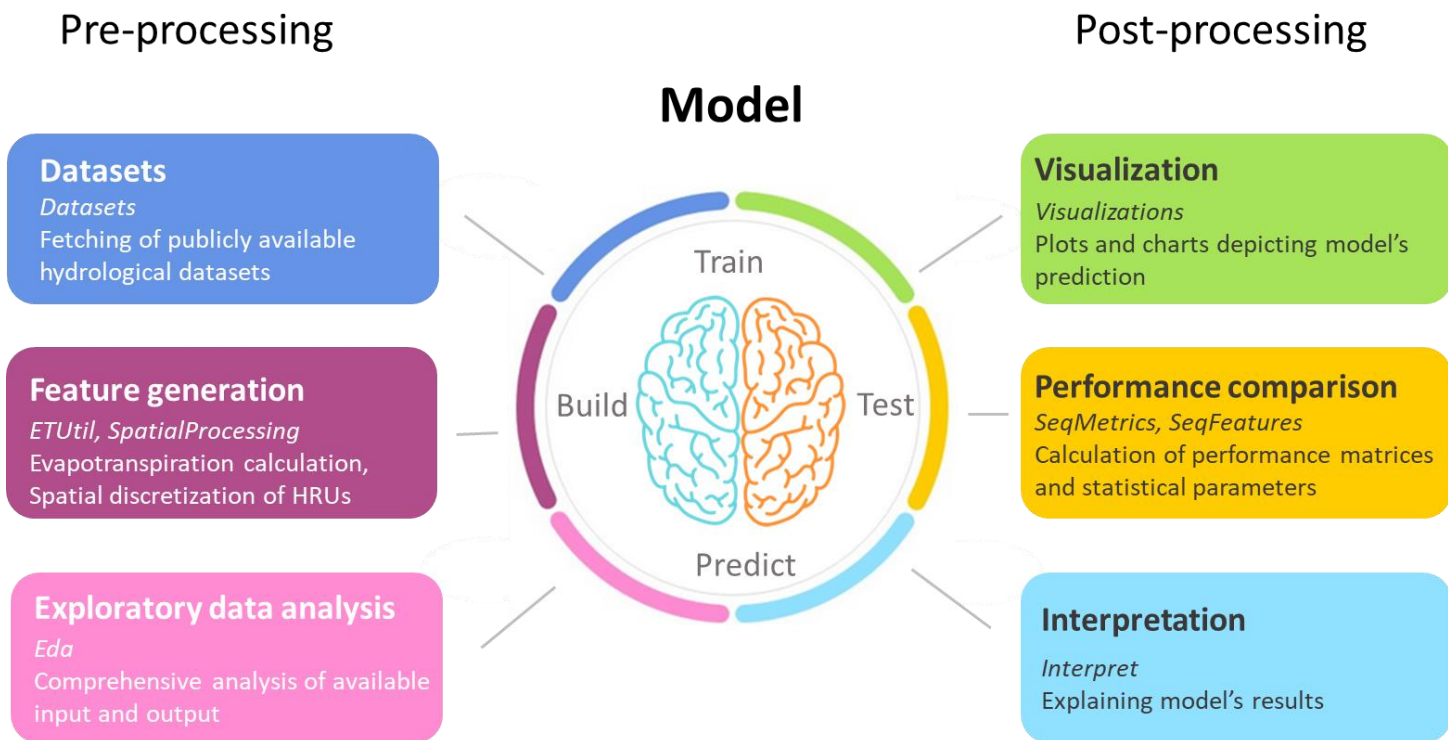 Pre-processing
Post-processing
Model
Datasets
Datasets
Fetching of publicly available
hydrological datasets
Feature generation
ETUtil, SpatialProcessing
Evapotranspiration calculation,
Spatial discretization of HRUs
Exploratory data analysis
Eda
Comprehensive analysis of available
input and output
Train
Build
Test
Predict
Visualization
Visualizations
Plots and charts depicting model’s
prediction
Performance comparison
SeqMetrics, SeqFeatures
Calculation of performance matrices
and statistical parameters
Interpretation
Interpret
Explaining model’s results